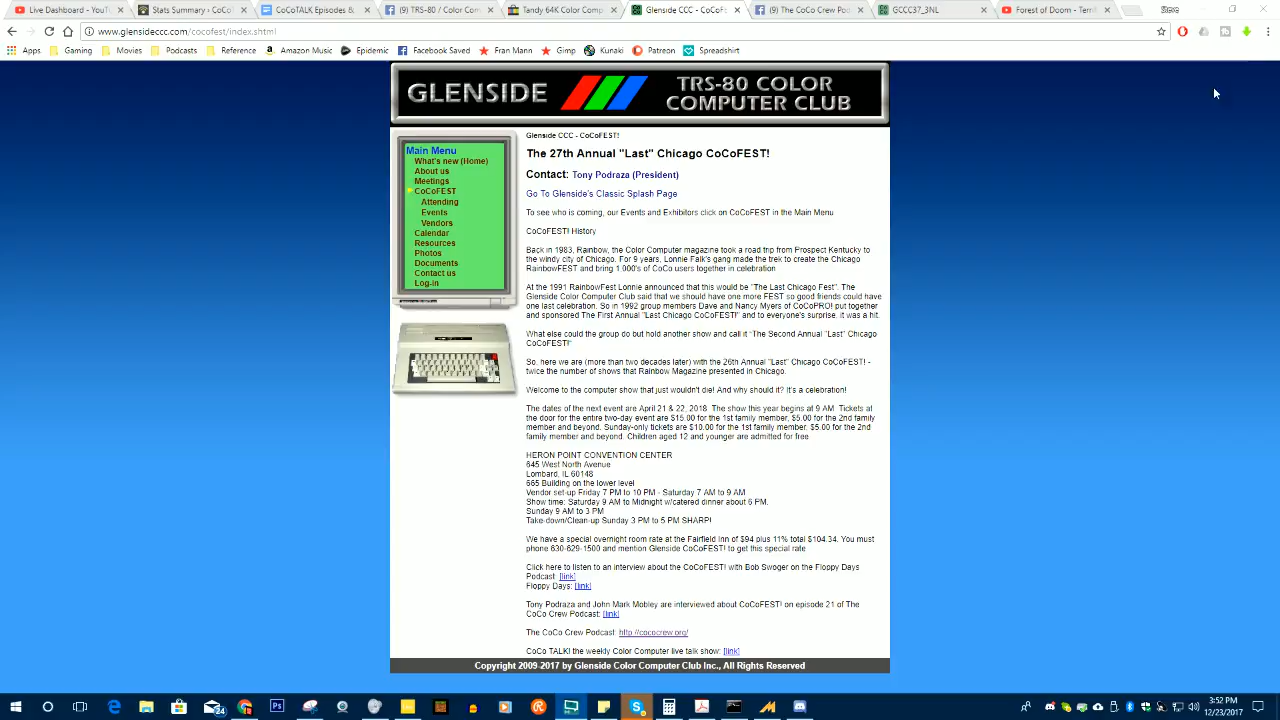 Live Dashboard - YouTu
Stats Summary ‹ CoCoT
CoCoTALK Episodes &
(9) TRS-80 / Color Com
Tandy 64K Color Compu
Glenside CCC - CoCoFES
(9) The CoCo Crew Pod
GCCC37_3NL
Forest of Doom - Terri
www.glensideccc.com/cocofest/index.shtml
Apps Gaming Movies Podcasts Reference Amazon Music Epidemic Facebook Saved Fran Mann Gimp Kunaki Patreon Spreadshirt
GLENSIDE TRS-80 COLOR
COMPUTER CLUB
Main Menu
What's new (Home)
About us
Meetings
CoCoFEST
Attending
Events
Vendors
Calendar
Resources
Photos
Documents
Contact us
Log-in
Glenside CCC - CoCoFEST!
The 27th Annual "Last" Chicago CoCoFEST!
Contact: Tony Podraza (President)
Go To Glenside's Classic Splash Page
To see who is coming, our Events and Exhibitors click on CoCoFEST in the Main Menu
CoCoFEST! History
Back in 1983, Rainbow, the Color Computer magazine took a road trip from Prospect Kentucky to
the windy city of Chicago. For 9 years, Lonnie Falk's gang made the trek to create the Chicago
RainbowFEST and bring 1,000's of CoCo users together in celebration
At the 1991 RainbowFest Lonnie announced that this would be "The Last Chicago Fest". The
Glenside Color Computer Club said that we should have one more FEST so good friends could have
one last celebration. So in 1992 group members Dave and Nancy Myers of CoCoPRO! put together
and sponsored The First Annual "Last Chicago CoCoFEST!" and to everyone's surprise, it was a hit.
What else could the group do but hold another show and call it "The Second Annual "Last" Chicago
CoCoFEST!"
So, here we are (more than two decades later) with the 26th Annual "Last" Chicago CoCoFEST! -
twice the number of shows that Rainbow Magazine presented in Chicago.
Welcome to the computer show that just wouldn't die! And why should it? It's a celebration!
The dates of the next event are April 21 & 22, 2018. The show this year begins at 9 AM. Tickets at
the door for the entire two-day event are $15.00 for the 1st family member, $5.00 for the 2nd
family member and beyond. Sunday-only tickets are $10.00 for the 1st family member, $5.00 for the 2nd
family member and beyond. Children aged 12 and younger are admitted for free
HERON POINT CONVENTION CENTER
645 West North Avenue
Lombard, IL 60148
665 Building on the lower level
Vendor set-up Friday 7 PM to 10 PM - Saturday 7 AM to 9 AM
Show time: Saturday 9 AM to Midnight w/catered dinner about 6 PM.
Sunday 9 AM to 3 PM
Take-down/Clean-up Sunday 3 PM to 5 PM SHARP!
We have a special overnight room rate at the Fairfield Inn of $94 plus 11% total $104.34. You must
phone 630-629-1500 and mention Glenside CoCoFEST! to get this special rate
Click here to listen to an interview about the CoCoFEST! with Bob Swoger on the Floppy Days
Podcast: [link]
Floppy Days: [link]
Tony Podraza and John Mark Mobley are interviewed about CoCoFEST! on episode 21 of The
CoCo Crew Podcast: [link]
The CoCo Crew Podcast: http://cococrew.org/
CoCo TALK! the weekly Color Computer live talk show: [link]
Copyright 2009-2017 by Glenside Color Computer Club Inc., All Rights Reserved
24
3:52 PM
12/23/2017